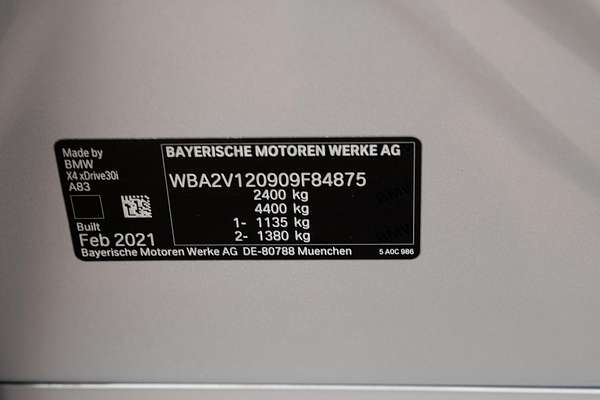 Made by
BMW
X4 xDrive30i
A83
Built
Feb 2021
BAYERISCHE MOTOREN WERKE AG
WBA2V120909F84875
2400 kg
4400 kg
1- 1135 kg
2- 1380 kg
Bayerische Motoren Werke AG DE-80788 Muenchen
5 A0C 986